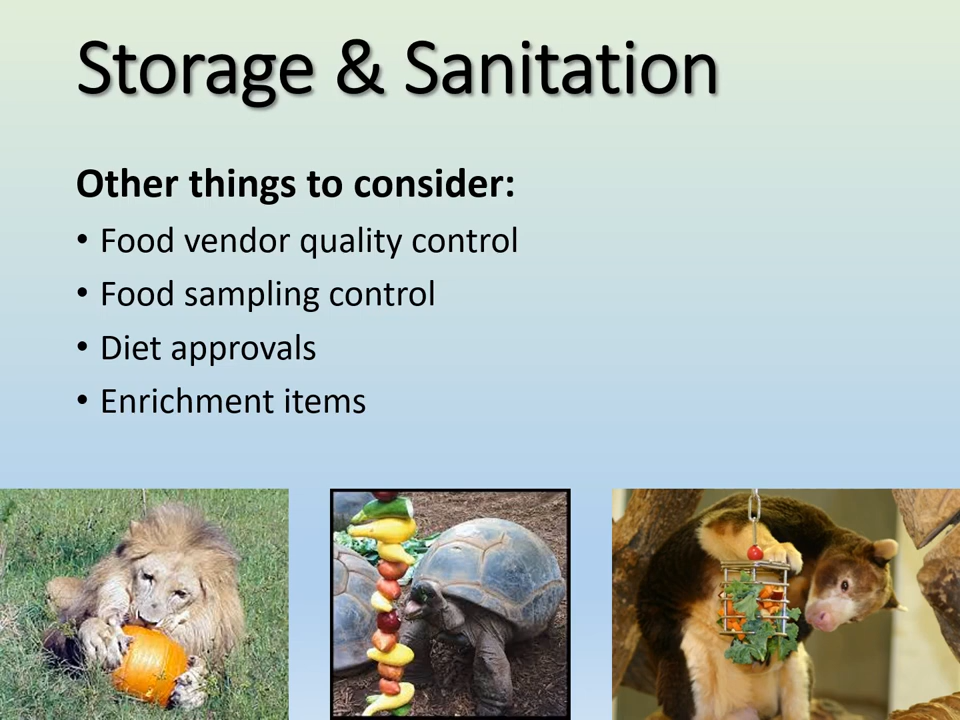 Storage & Sanitation
Other things to consider:
• Food vendor quality control
• Food sampling control
• Diet approvals
• Enrichment items